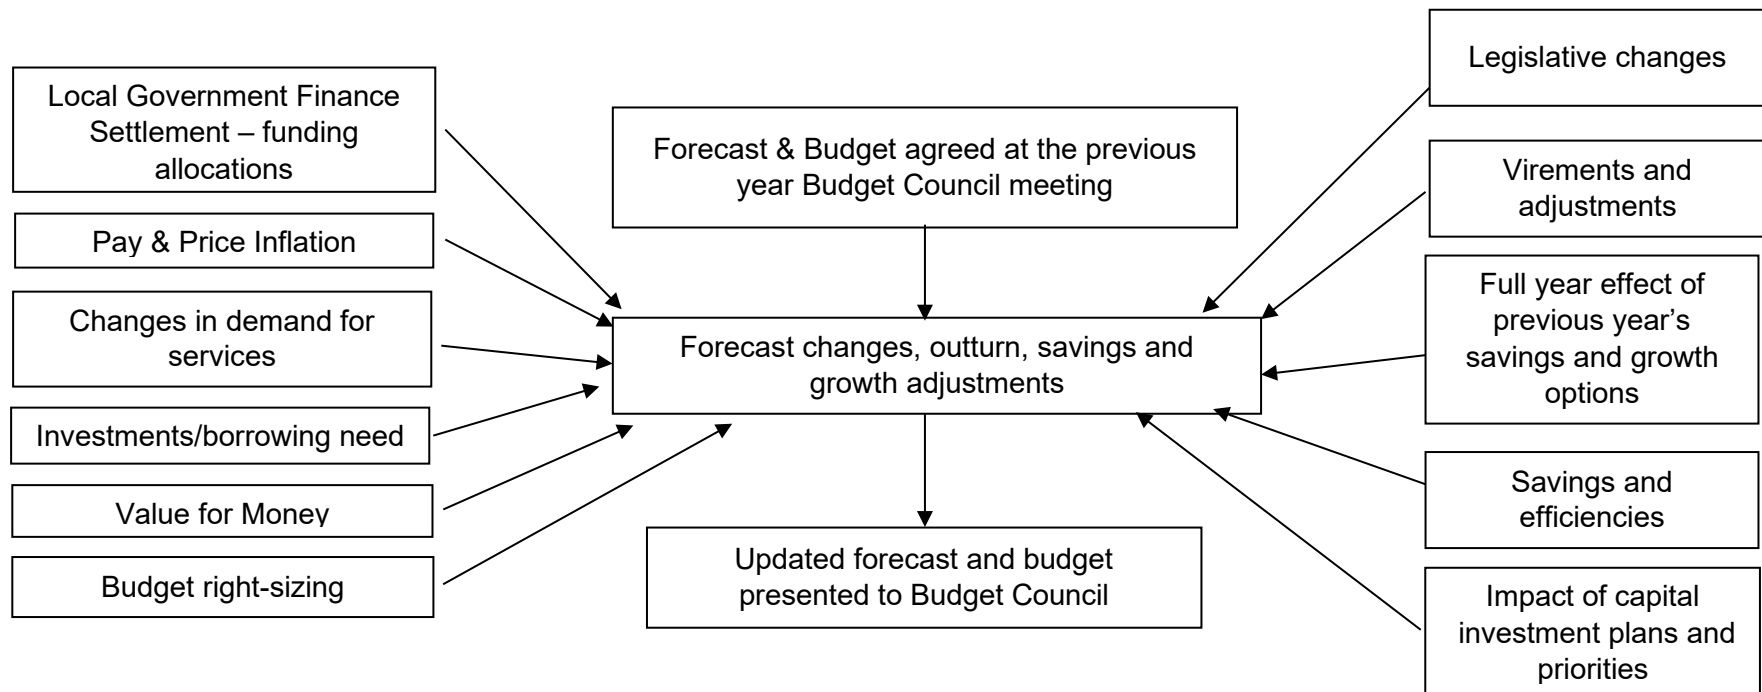 Local Government Finance
Settlement – funding
allocations
Pay & Price Inflation
Changes in demand for
services
Investments/borrowing need
Value for Money
Budget right-sizing
Forecast & Budget agreed at the previous
year Budget Council meeting
Forecast changes, outturn, savings and
growth adjustments
Updated forecast and budget
presented to Budget Council
Legislative changes
Virements and
adjustments
Full year effect of
previous year’s
savings and growth
options
Savings and
efficiencies
Impact of capital
investment plans and
priorities